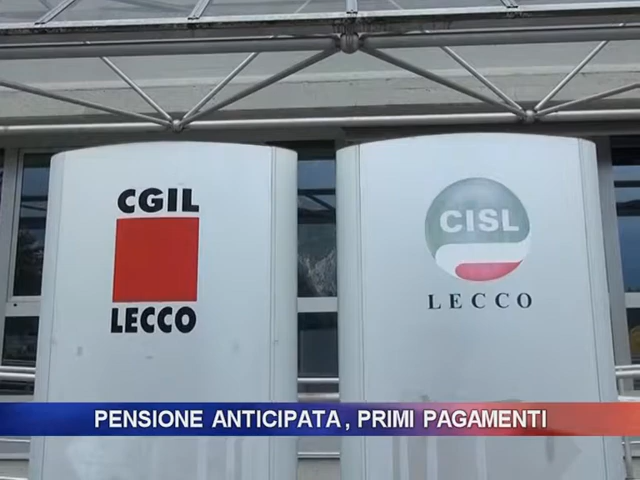 CGIL
LECCO
CISL
LECCO
PENSIONE ANTICIPATA, PRIMI PAGAMENTI